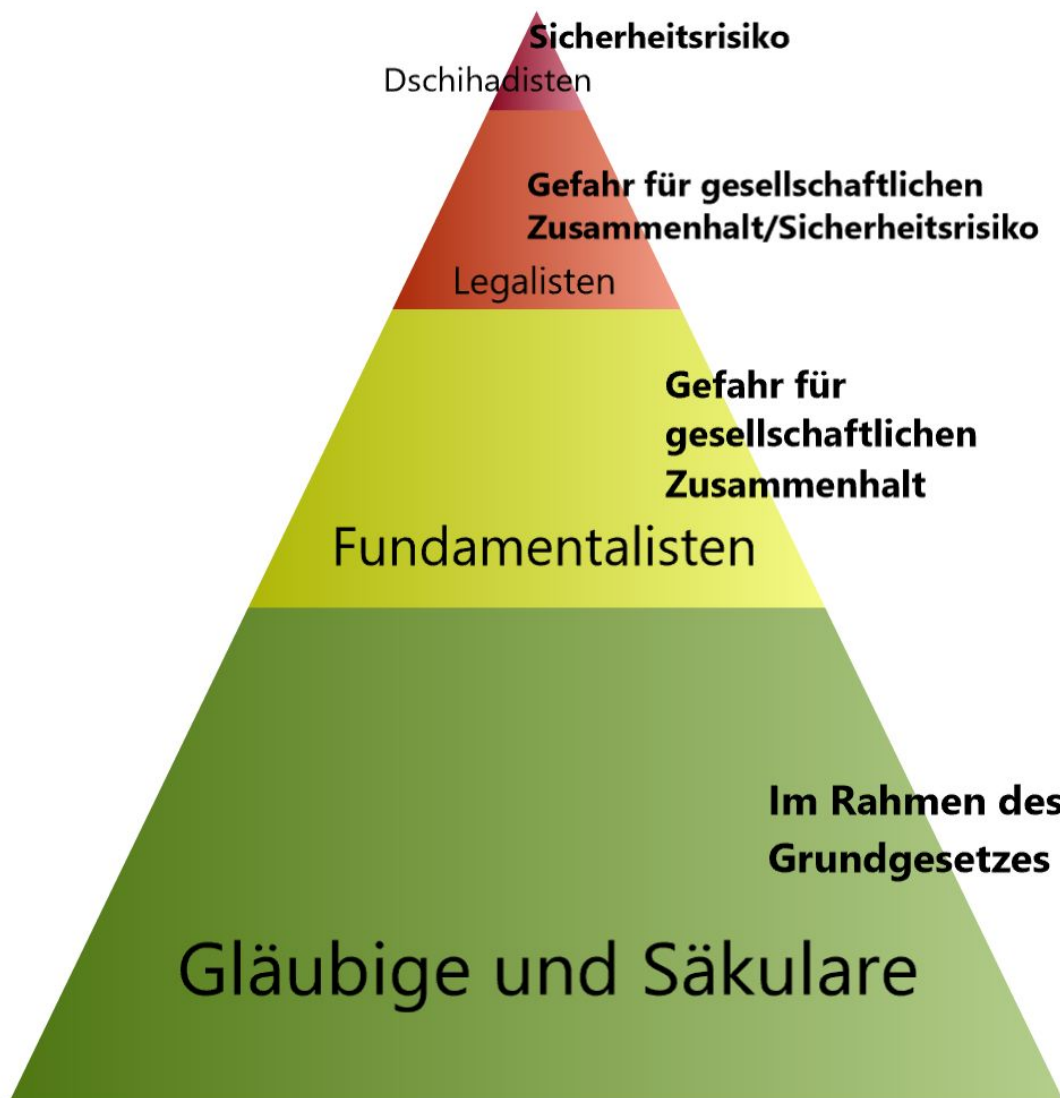 Sicherheitsrisiko
Dschihadisten
Gefahr für gesellschaftlichen
Zusammenhalt/Sicherheitsrisiko
Legalisten
Gefahr für
gesellschaftlichen
Zusammenhalt
Fundamentalisten
Im Rahmen des
Grundgesetzes
Gläubige und Säkulare